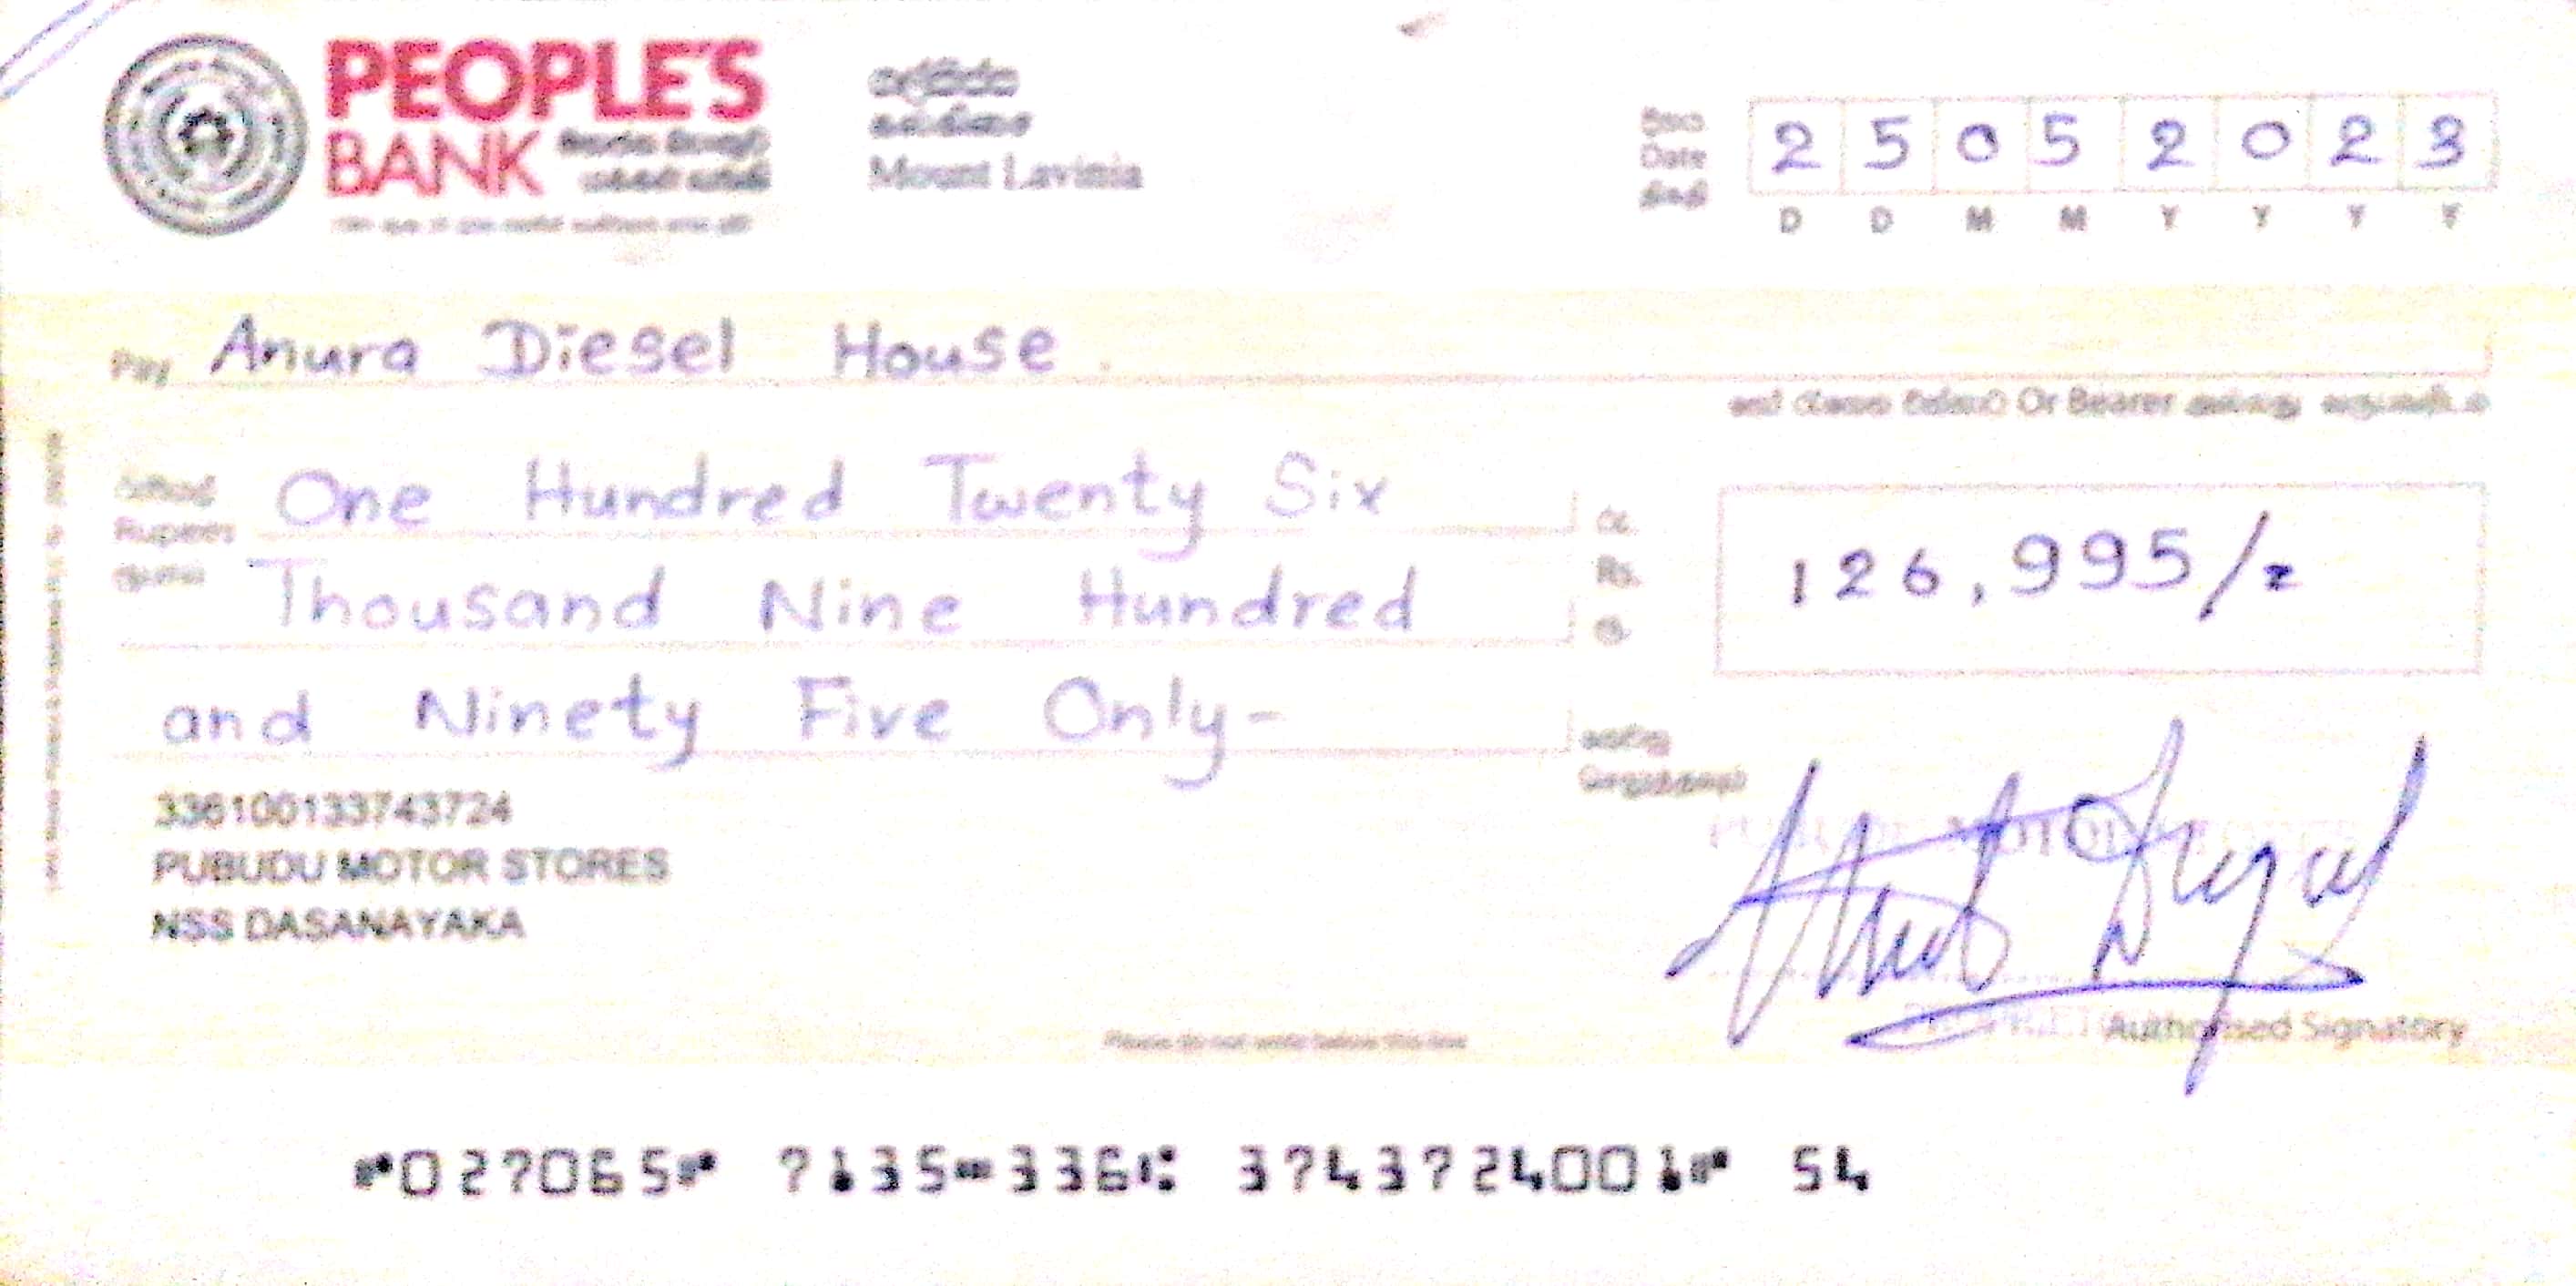 PEOPLE'S
BANK
Mount Lavinia
Date
2 5 0 5 2 0 2 3
D D M M Y Y Y Y
Pay Anura Diesel House
Or Bearer
Rupees One Hundred Twenty Six
Thousand Nine Hundred
Rs.
126,995/=
and Ninety Five Only-
336100133743724
PUBUDU MOTOR STORES
NSS DASANAYAKA
Authorised Signatory
Please do not write below this line
⑈027065⑈ 7135⑉336⑆ 3743724001⑈ 54